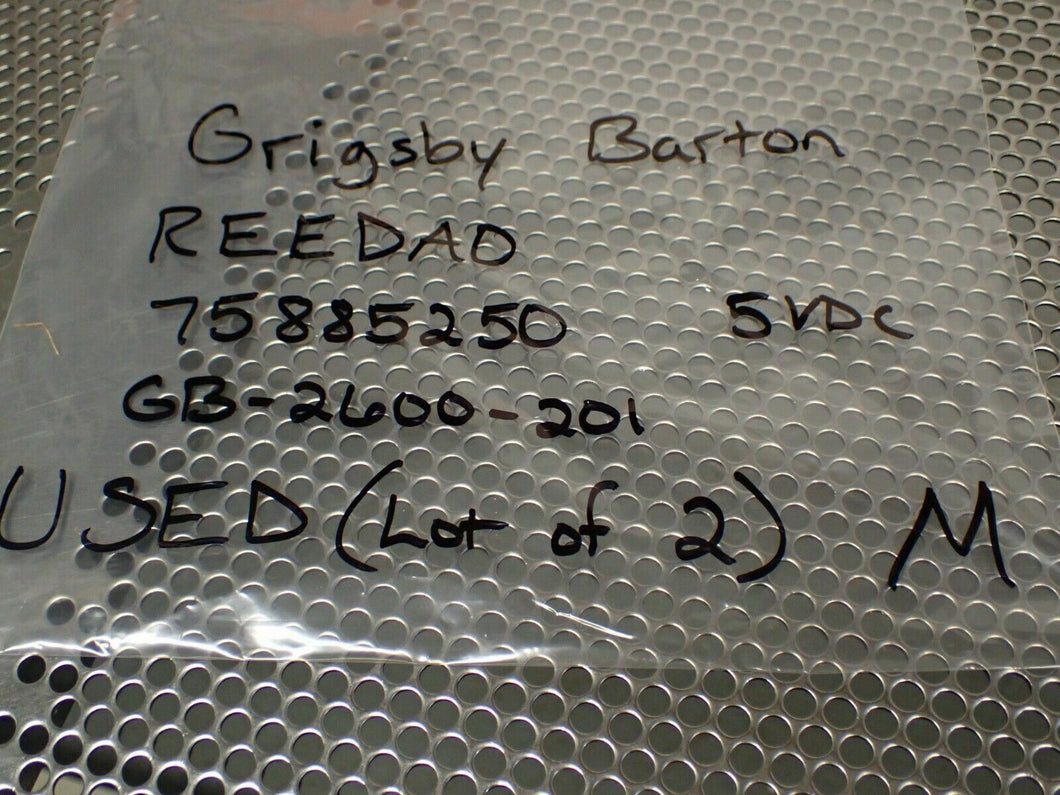 Grigsby Barton
REEDAD
75885250 5VDC
GB-2600-201
USED (Lot of 2) M